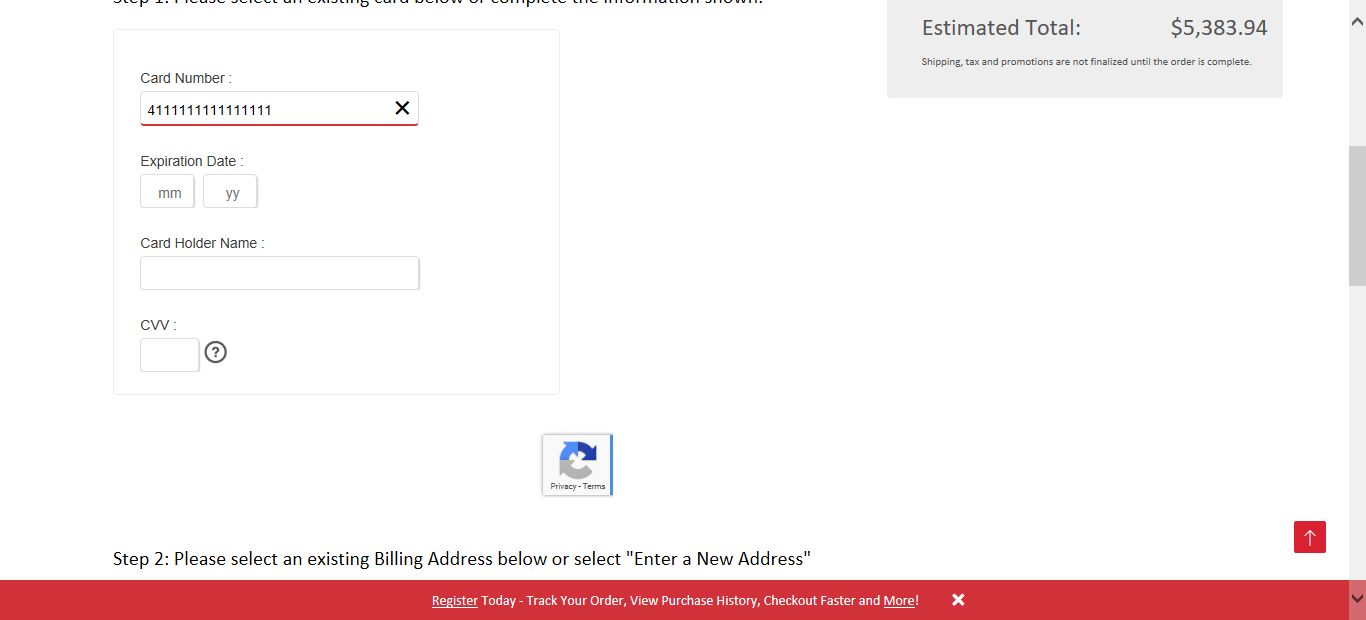 Step 1: Please select an existing card below or complete the information shown.
Estimated Total: $5,383.94
Shipping, tax and promotions are not finalized until the order is complete.
Card Number :
4111111111111111
Expiration Date :
mm yy
Card Holder Name :
CVV :
?
Privacy - Terms
Step 2: Please select an existing Billing Address below or select "Enter a New Address"
Register Today - Track Your Order, View Purchase History, Checkout Faster and More!